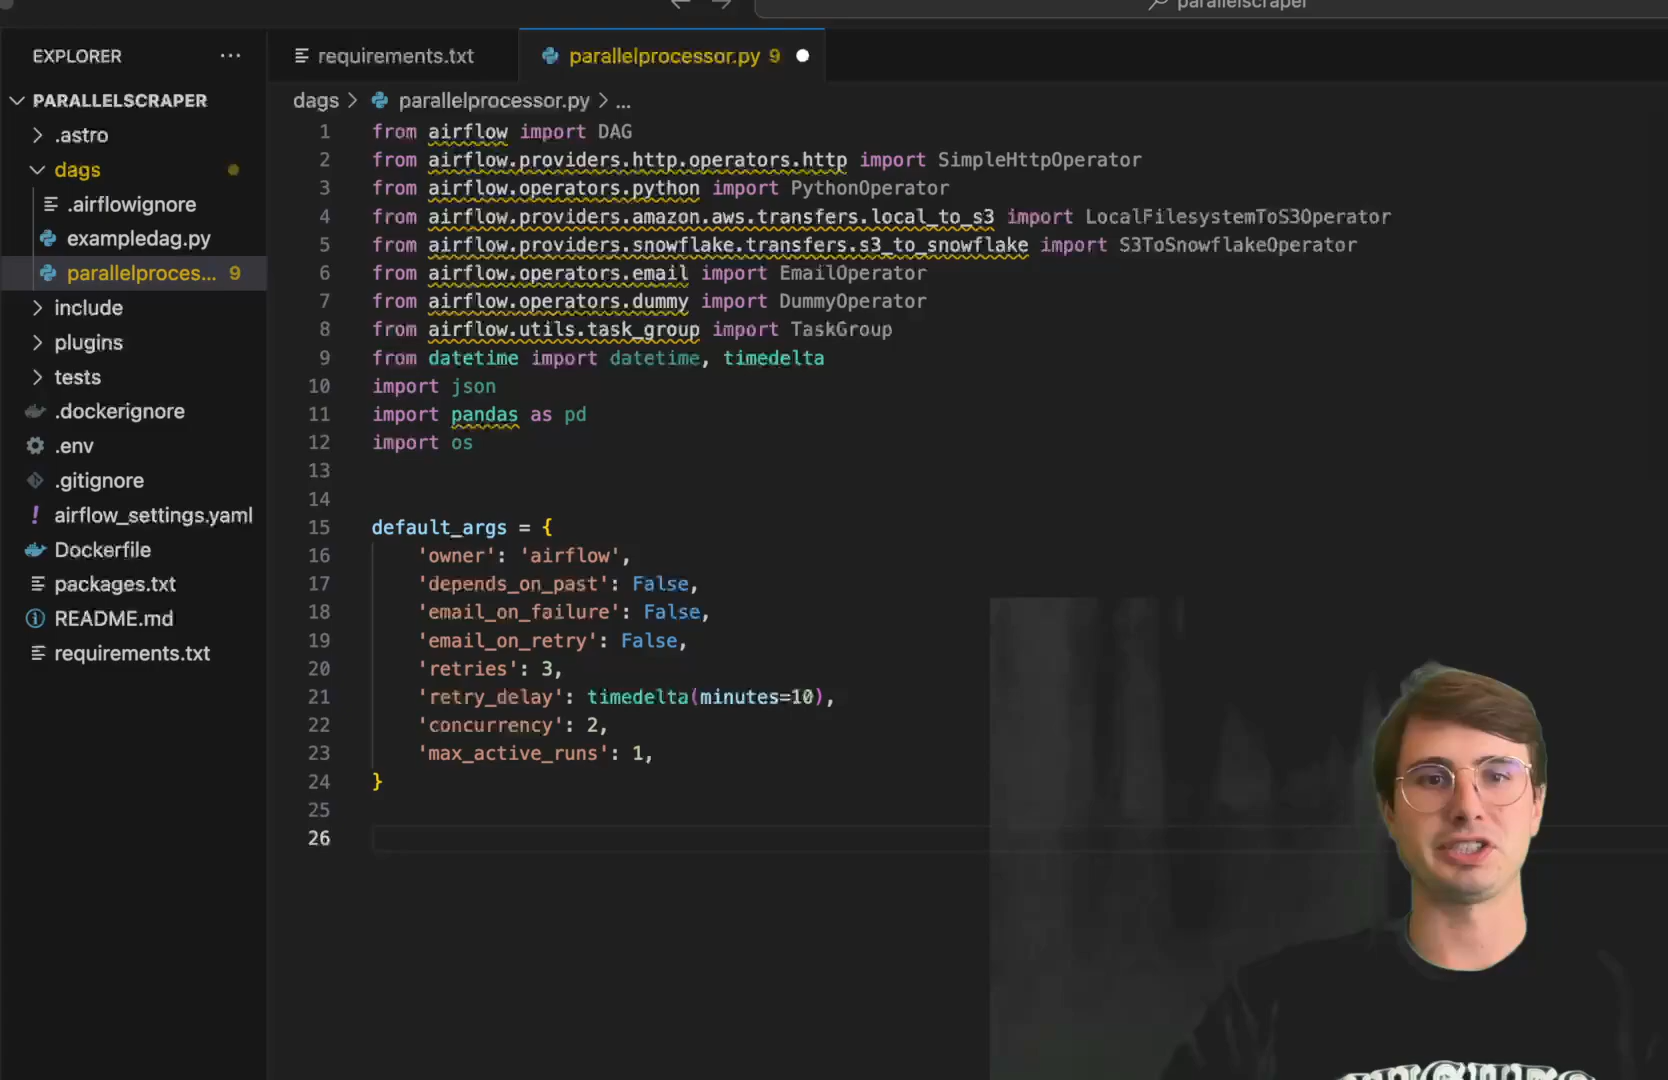 parallelscraper
EXPLORER ...
requirements.txt
parallelprocessor.py 9
PARALLELSCRAPER
.astro
dags
.airflowignore
exampledag.py
parallelproces... 9
include
plugins
tests
.dockerignore
.env
.gitignore
! airflow_settings.yaml
Dockerfile
packages.txt
README.md
requirements.txt
dags > parallelprocessor.py > ...
1 from airflow import DAG
2 from airflow.providers.http.operators.http import SimpleHttpOperator
3 from airflow.operators.python import PythonOperator
4 from airflow.providers.amazon.aws.transfers.local_to_s3 import LocalFilesystemToS3Operator
5 from airflow.providers.snowflake.transfers.s3_to_snowflake import S3ToSnowflakeOperator
6 from airflow.operators.email import EmailOperator
7 from airflow.operators.dummy import DummyOperator
8 from airflow.utils.task_group import TaskGroup
9 from datetime import datetime, timedelta
10 import json
11 import pandas as pd
12 import os
13
14
15 default_args = {
16 'owner': 'airflow',
17 'depends_on_past': False,
18 'email_on_failure': False,
19 'email_on_retry': False,
20 'retries': 3,
21 'retry_delay': timedelta(minutes=10),
22 'concurrency': 2,
23 'max_active_runs': 1,
24 }
25
26